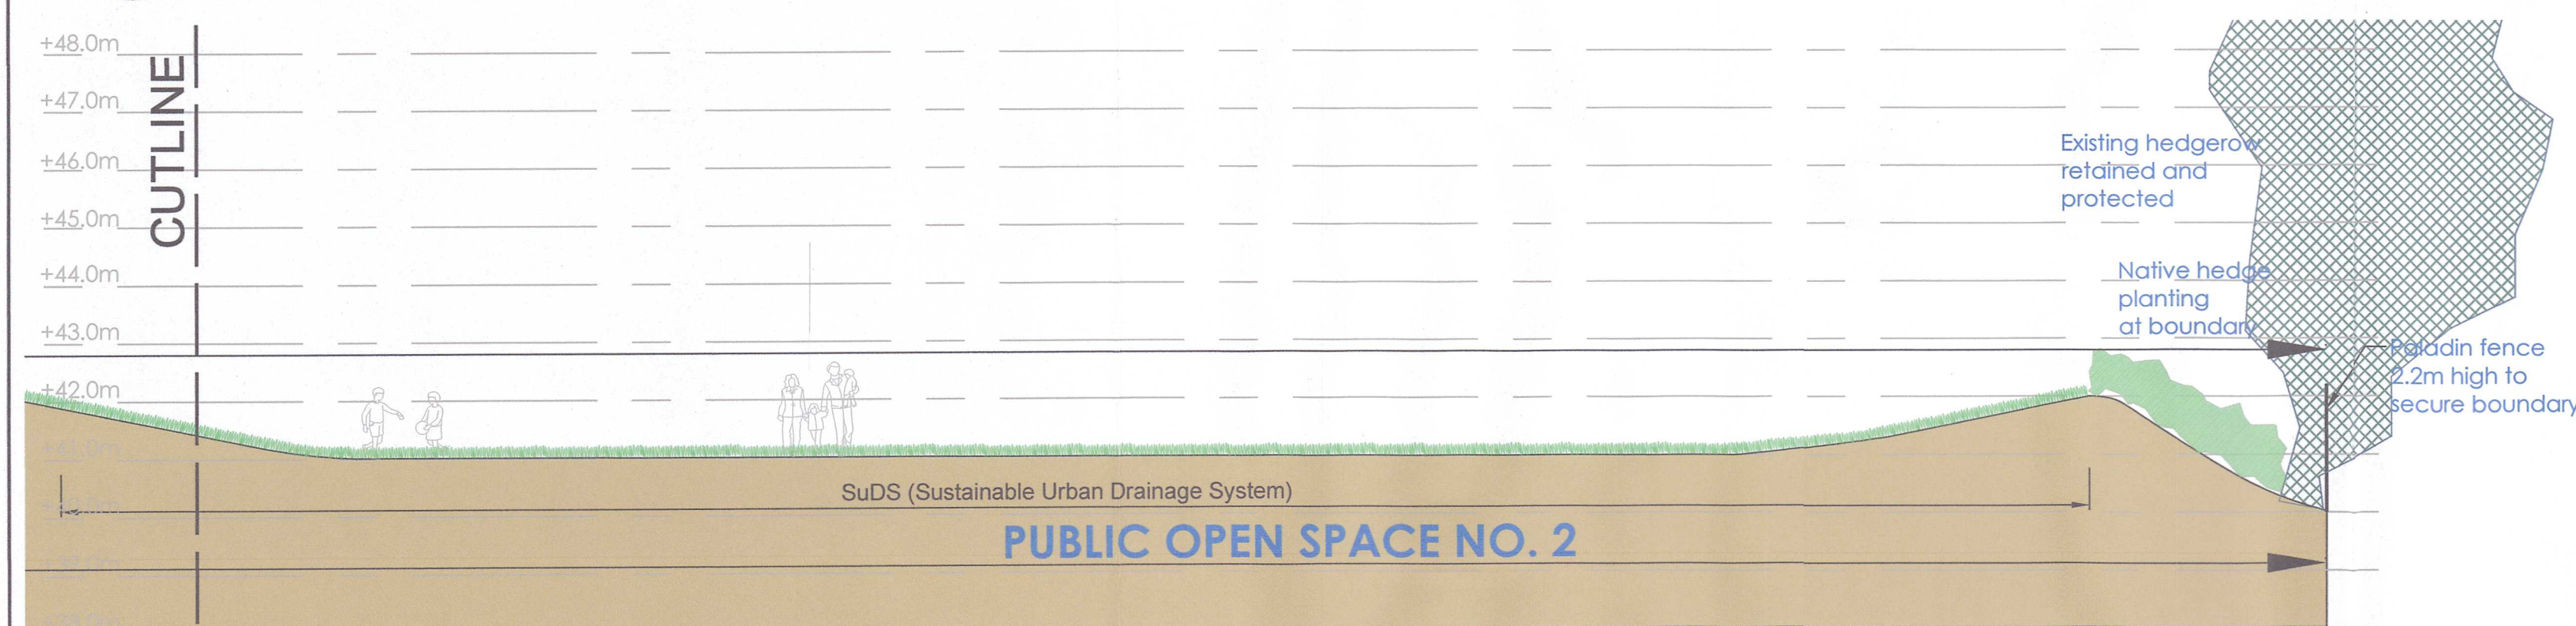 +48.0m
CUTLINE
+47.0m
+46.0m
+45.0m
+44.0m
+43.0m
+42.0m
+41.0m
Existing hedgerow
retained and
protected
Native hedge
planting
at boundary
Paladin fence
2.2m high to
secure boundary
SuDS (Sustainable Urban Drainage System)
PUBLIC OPEN SPACE NO. 2